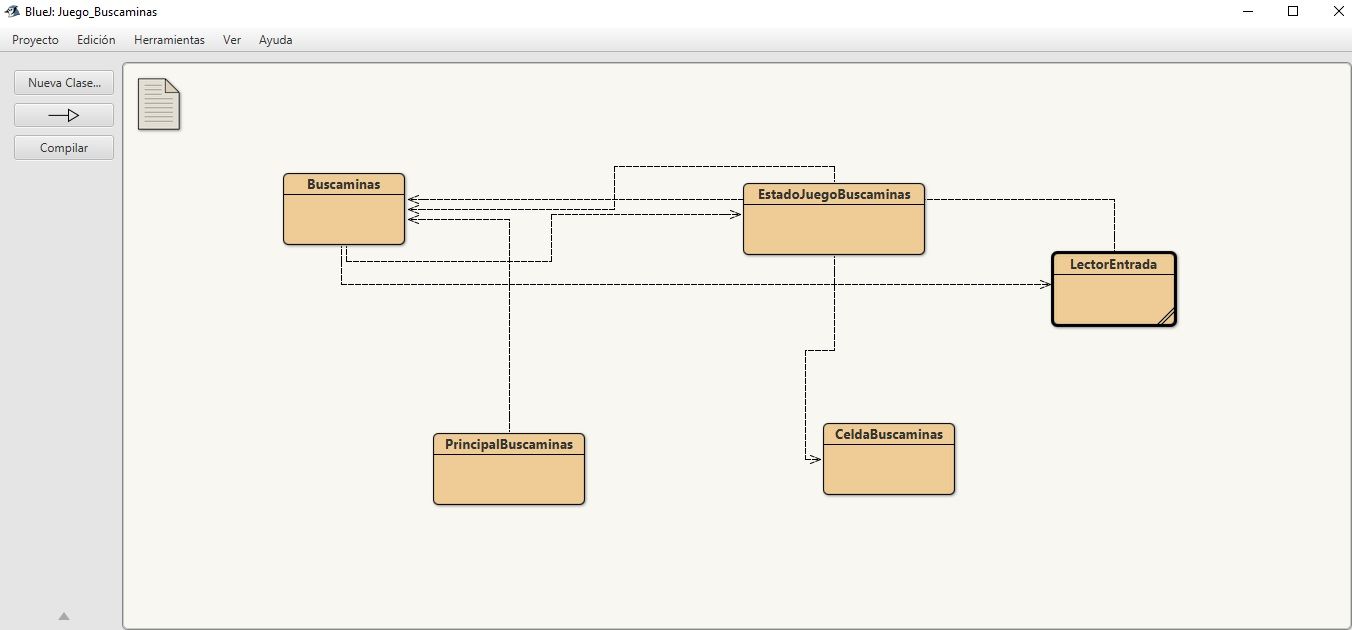 BlueJ: Juego_Buscaminas
Proyecto Edición Herramientas Ver Ayuda
Nueva Clase...
Compilar
Buscaminas
EstadoJuegoBuscaminas
LectorEntrada
PrincipalBuscaminas
CeldaBuscaminas